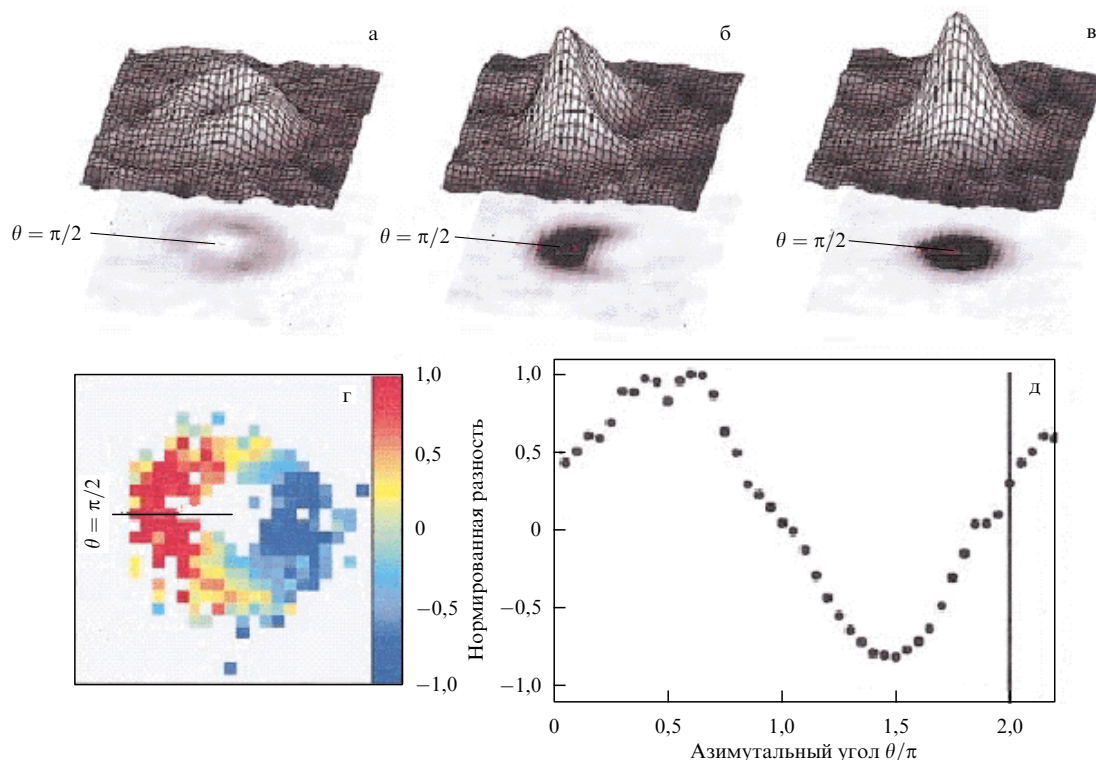 а
б
в
θ = π/2
θ = π/2
θ = π/2
г
1,0
0,5
0
−0,5
−1,0
θ = π/2
д
Нормированная разность
1,0
0,5
0
−0,5
−1,0
0
0,5
1,0
1,5
2,0
Азимутальный угол θ/π